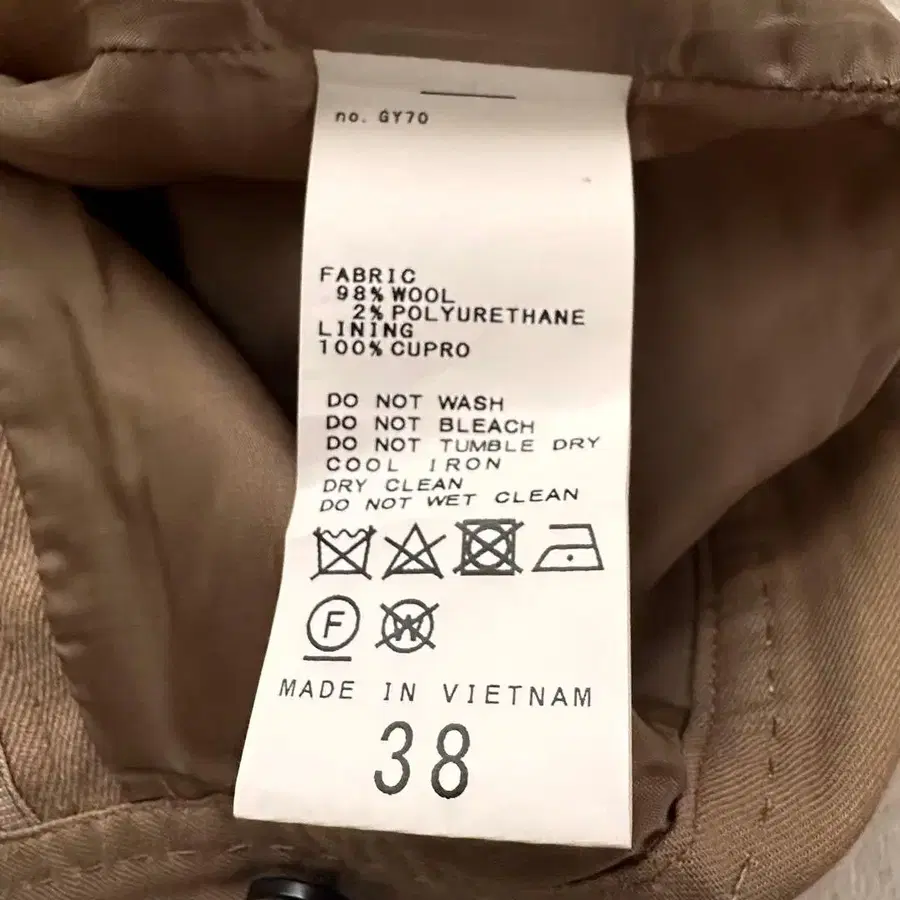 no. GY70
FABRIC
98% WOOL
2% POLYURETHANE
LINING
100% CUPRO
DO NOT WASH
DO NOT BLEACH
DO NOT TUMBLE DRY
COOL IRON
DRY CLEAN
DO NOT WET CLEAN
F W
MADE IN VIETNAM
38